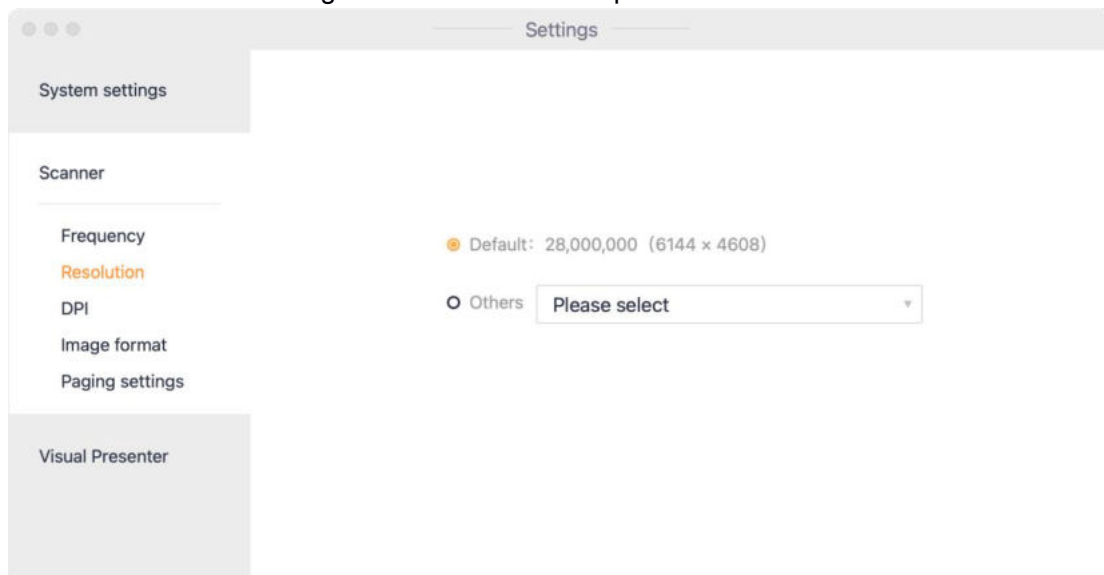 Settings
System settings
Scanner
Frequency
Resolution
DPI
Image format
Paging settings
Visual Presenter
Default: 28,000,000 (6144 × 4608)
Others Please select